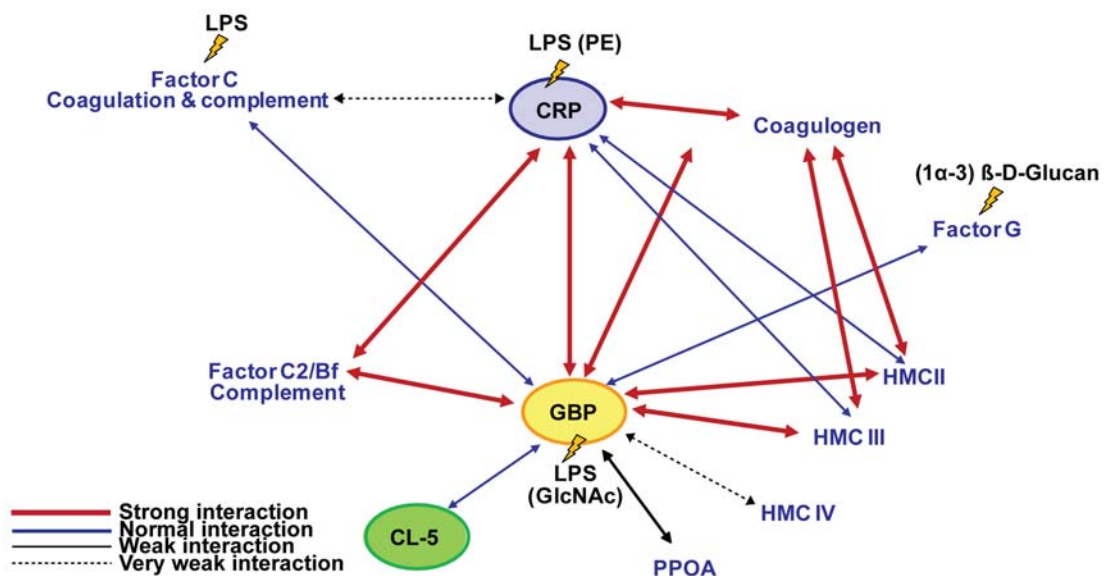 LPS
Factor C
Coagulation & complement
LPS (PE)
CRP
Coagulogen
(1α-3) ß-D-Glucan
Factor G
Factor C2/Bf
Complement
HMCII
GBP
HMC III
LPS
(GlcNAc)
HMC IV
CL-5
PPOA
Strong interaction
Normal interaction
Weak interaction
Very weak interaction